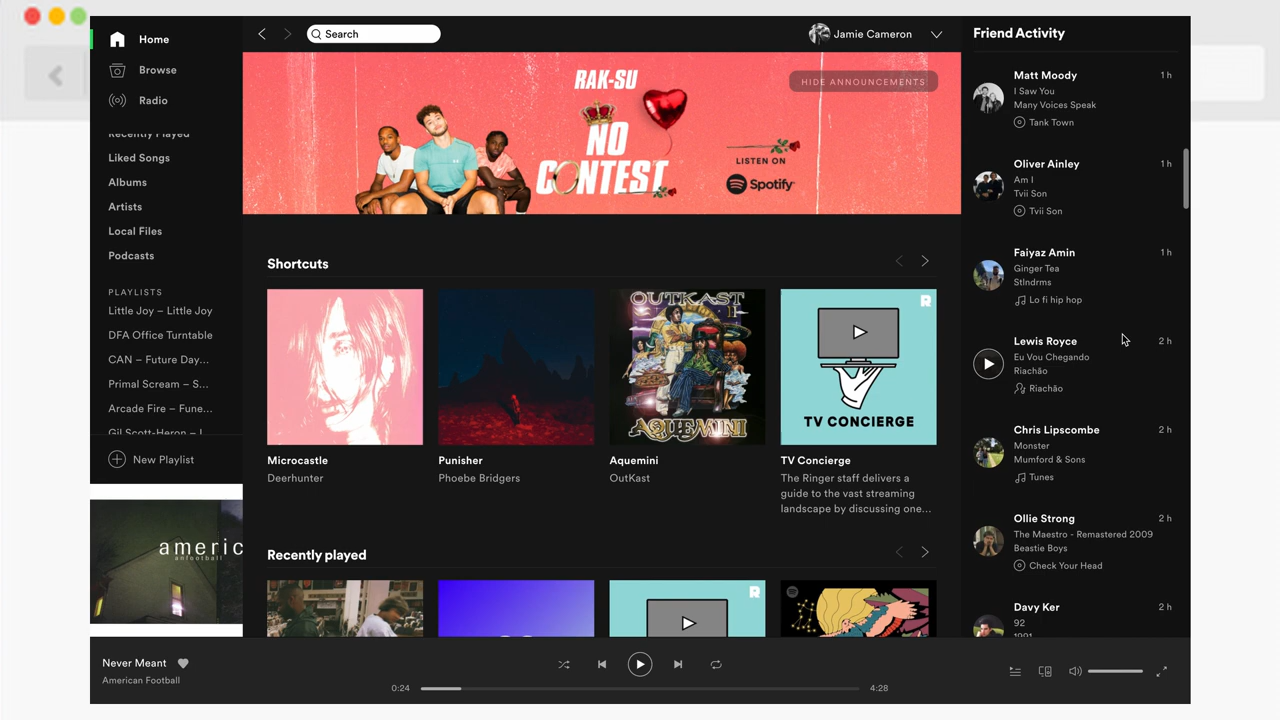 Home
Browse
Radio
Recently Played
Liked Songs
Albums
Artists
Local Files
Podcasts
PLAYLISTS
Little Joy – Little Joy
DFA Office Turntable
CAN – Future Day...
Primal Scream – S...
Arcade Fire – Fune...
Gil Scott-Heron – I
New Playlist
americ
anfootball
Search
Jamie Cameron
HIDE ANNOUNCEMENTS
RAK-SU
NO
CONTEST
LISTEN ON
Spotify
Shortcuts
OUTKAST
AQUEMINI
R
TV CONCIERGE
Microcastle
Deerhunter
Punisher
Phoebe Bridgers
Aquemini
OutKast
TV Concierge
The Ringer staff delivers a
guide to the vast streaming
landscape by discussing one...
Recently played
R
Friend Activity
Matt Moody 1 h
I Saw You
Many Voices Speak
Tank Town
Oliver Ainley 1 h
Am I
Tvii Son
Tvii Son
Faiyaz Amin 1 h
Ginger Tea
Stlndrms
Lo fi hip hop
Lewis Royce 2 h
Eu Vou Chegando
Riachão
Riachão
Chris Lipscombe 2 h
Monster
Mumford & Sons
Tunes
Ollie Strong 2 h
The Maestro - Remastered 2009
Beastie Boys
Check Your Head
Davy Ker 2 h
92
1991
Never Meant
American Football
0:24
4:28